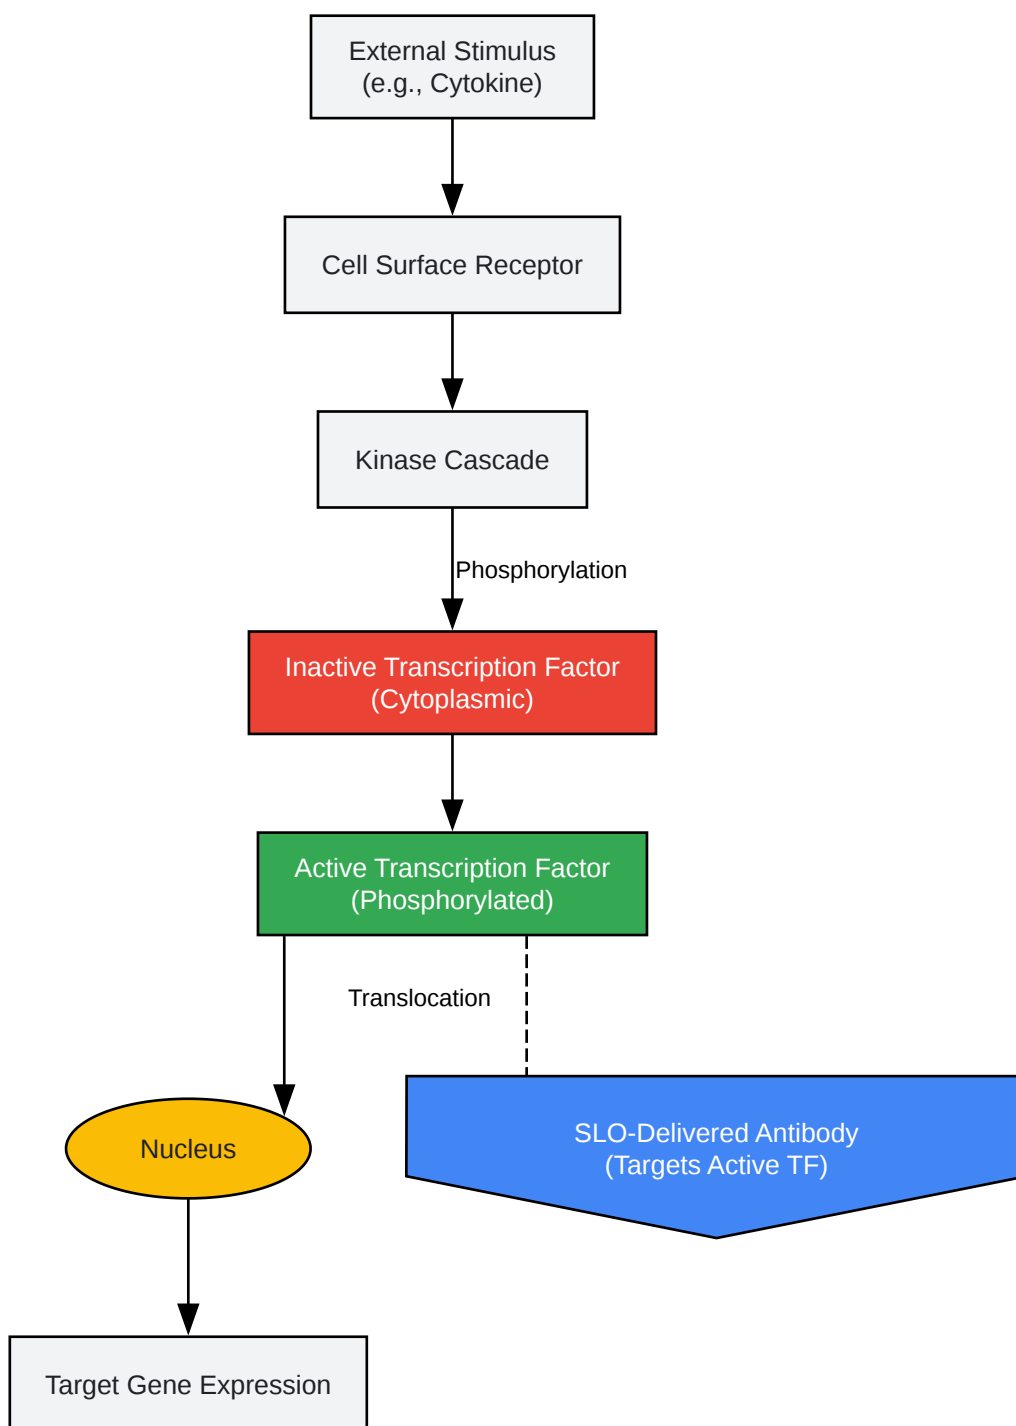 External Stimulus
(e.g., Cytokine)
Cell Surface Receptor
Kinase Cascade
Phosphorylation
Inactive Transcription Factor
(Cytoplasmic)
Active Transcription Factor
(Phosphorylated)
Translocation
Nucleus
SLO-Delivered Antibody
(Targets Active TF)
Target Gene Expression